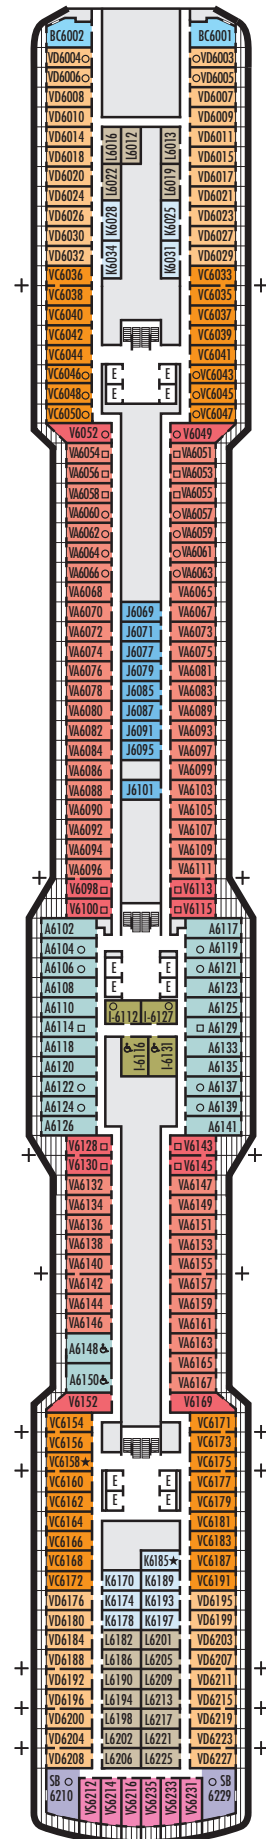 BC6002 BC6001
VD6004 VD6003
VD6006 VD6005
VD6008 VD6007
VD6010 VD6009
VD6014 L6016 L6012 L6013 VD6011
VD6018 VD6015
VD6020 L6022 L6019 VD6017
VD6024 VD6021
VD6026 K6028 K6025 VD6023
VD6030 VD6027
VD6032 K6034 K6031 VD6029
VC6036 VC6033
VC6038 VC6035
VC6040 VC6037
VC6042 VC6039
VC6044 VC6041
VC6046 E E VC6043
VC6048 E E VC6045
VC6050 VC6047
V6052 V6049
VA6054 VA6051
VA6056 VA6053
VA6058 VA6055
VA6060 VA6057
VA6062 VA6059
VA6064 VA6061
VA6066 VA6063
VA6068 VA6065
VA6070 J6069 VA6067
VA6072 J6071 VA6073
VA6074 J6077 VA6075
VA6076 J6079 VA6081
VA6078 J6085 VA6083
VA6080 J6087 VA6089
VA6082 J6091 VA6093
VA6084 J6095 VA6097
VA6086 VA6099
VA6088 J6101 VA6103
VA6090 VA6105
VA6092 VA6107
VA6094 VA6109
VA6096 VA6111
V6098 V6113
V6100 V6115
A6102 A6117
A6104 A6119
A6106 E E A6121
A6108 E E A6123
A6110 I-6112 I-6127 A6125
A6114 A6129
A6118 I-6116 I-6131 A6133
A6120 A6135
A6122 A6137
A6124 A6139
A6126 A6141
V6128 V6143
V6130 V6145
VA6132 VA6147
VA6134 VA6149
VA6136 VA6151
VA6138 VA6153
VA6140 VA6155
VA6142 VA6157
VA6144 VA6159
VA6146 VA6161
A6148 VA6163
VA6165
A6150 VA6167
V6152 V6169
VC6154 VC6171
VC6156 VC6173
VC6158★ VC6175
VC6160 E E VC6177
VC6162 E E VC6179
VC6164 VC6181
VC6166 VC6183
VC6168 K6185★ VC6187
VC6172 K6170 K6189 VC6191
VD6176 K6174 K6193 VD6195
VD6180 K6178 K6197 VD6199
VD6184 L6182 L6201 VD6203
VD6188 L6186 L6205 VD6207
VD6192 L6190 L6209 VD6211
VD6196 L6194 L6213 VD6215
VD6200 L6198 L6217 VD6219
VD6204 L6202 L6221 VD6223
VD6208 L6206 L6225 VD6227
SB 6210 VS6212 VS6214 VS6216 VS6235 VS6233 VS6231 SB 6229